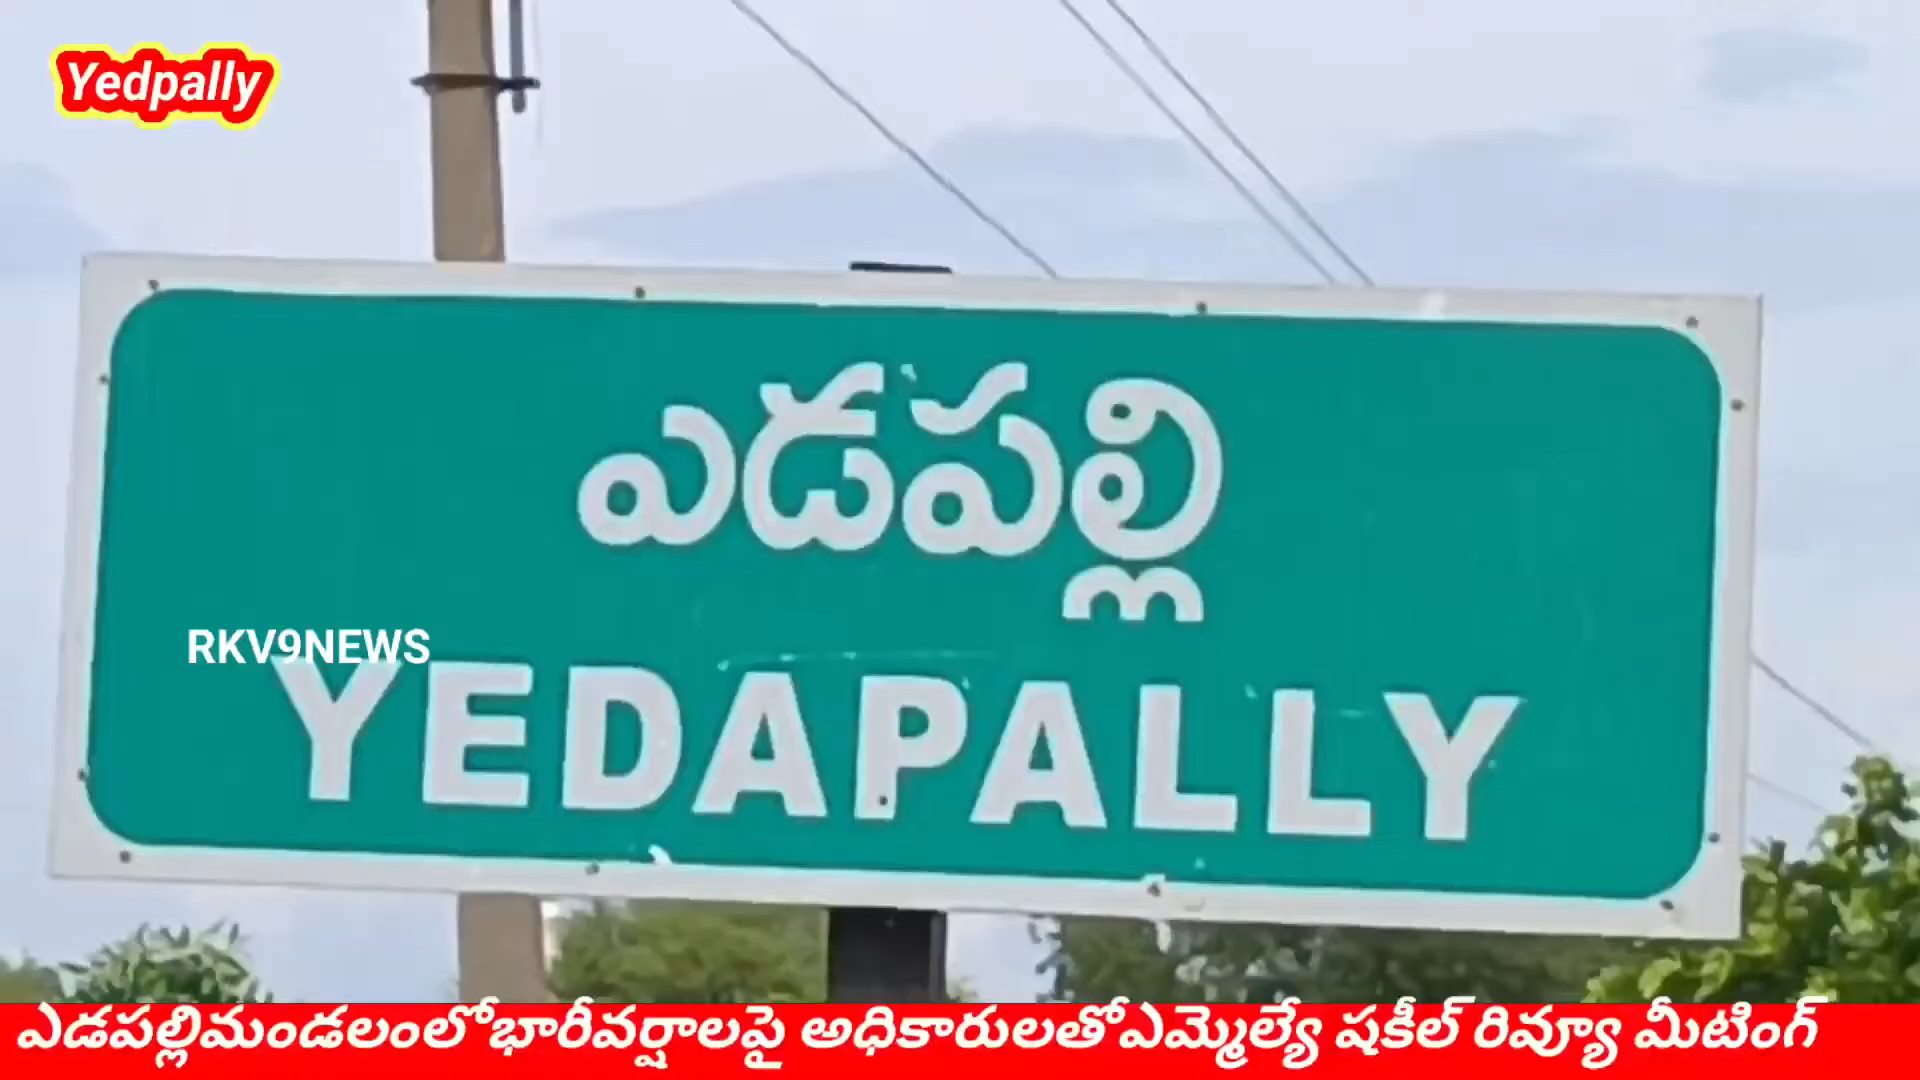 Yedpally
ఎడపల్లి
RKV9NEWS
YEDAPALLY
ఎడపల్లిమండలంలోభారీవర్షాలపై అధికారులతోఎమ్మెల్యే షకీల్ రివ్యూ మీటింగ్